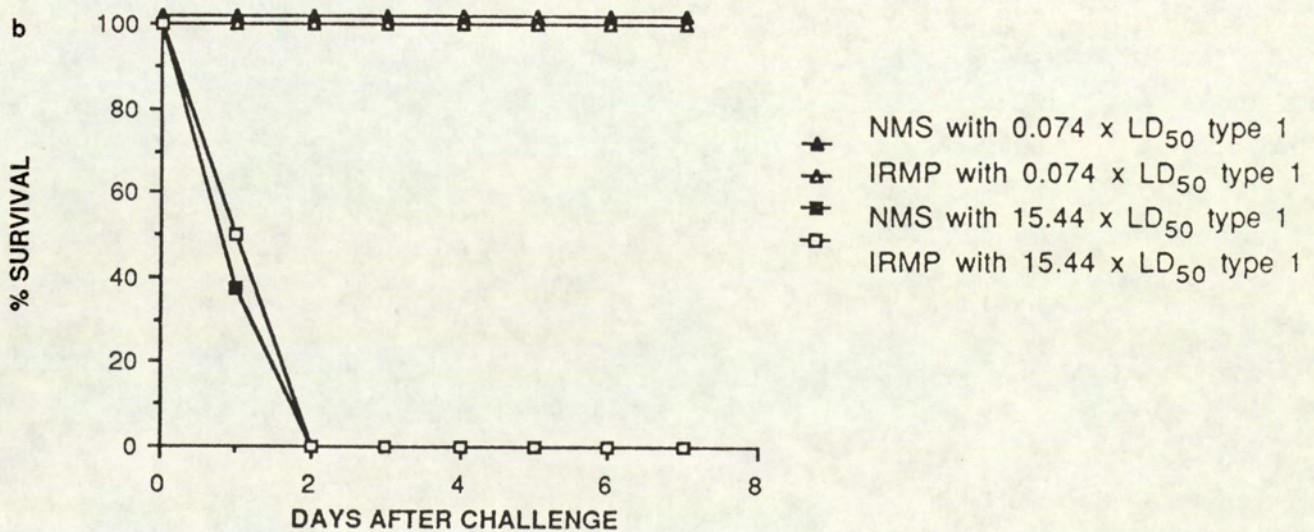 b
100
80
60
40
20
0
% SURVIVAL
0 2 4 6 8
DAYS AFTER CHALLENGE
NMS with 0.074 x LD50 type 1
IRMP with 0.074 x LD50 type 1
NMS with 15.44 x LD50 type 1
IRMP with 15.44 x LD50 type 1